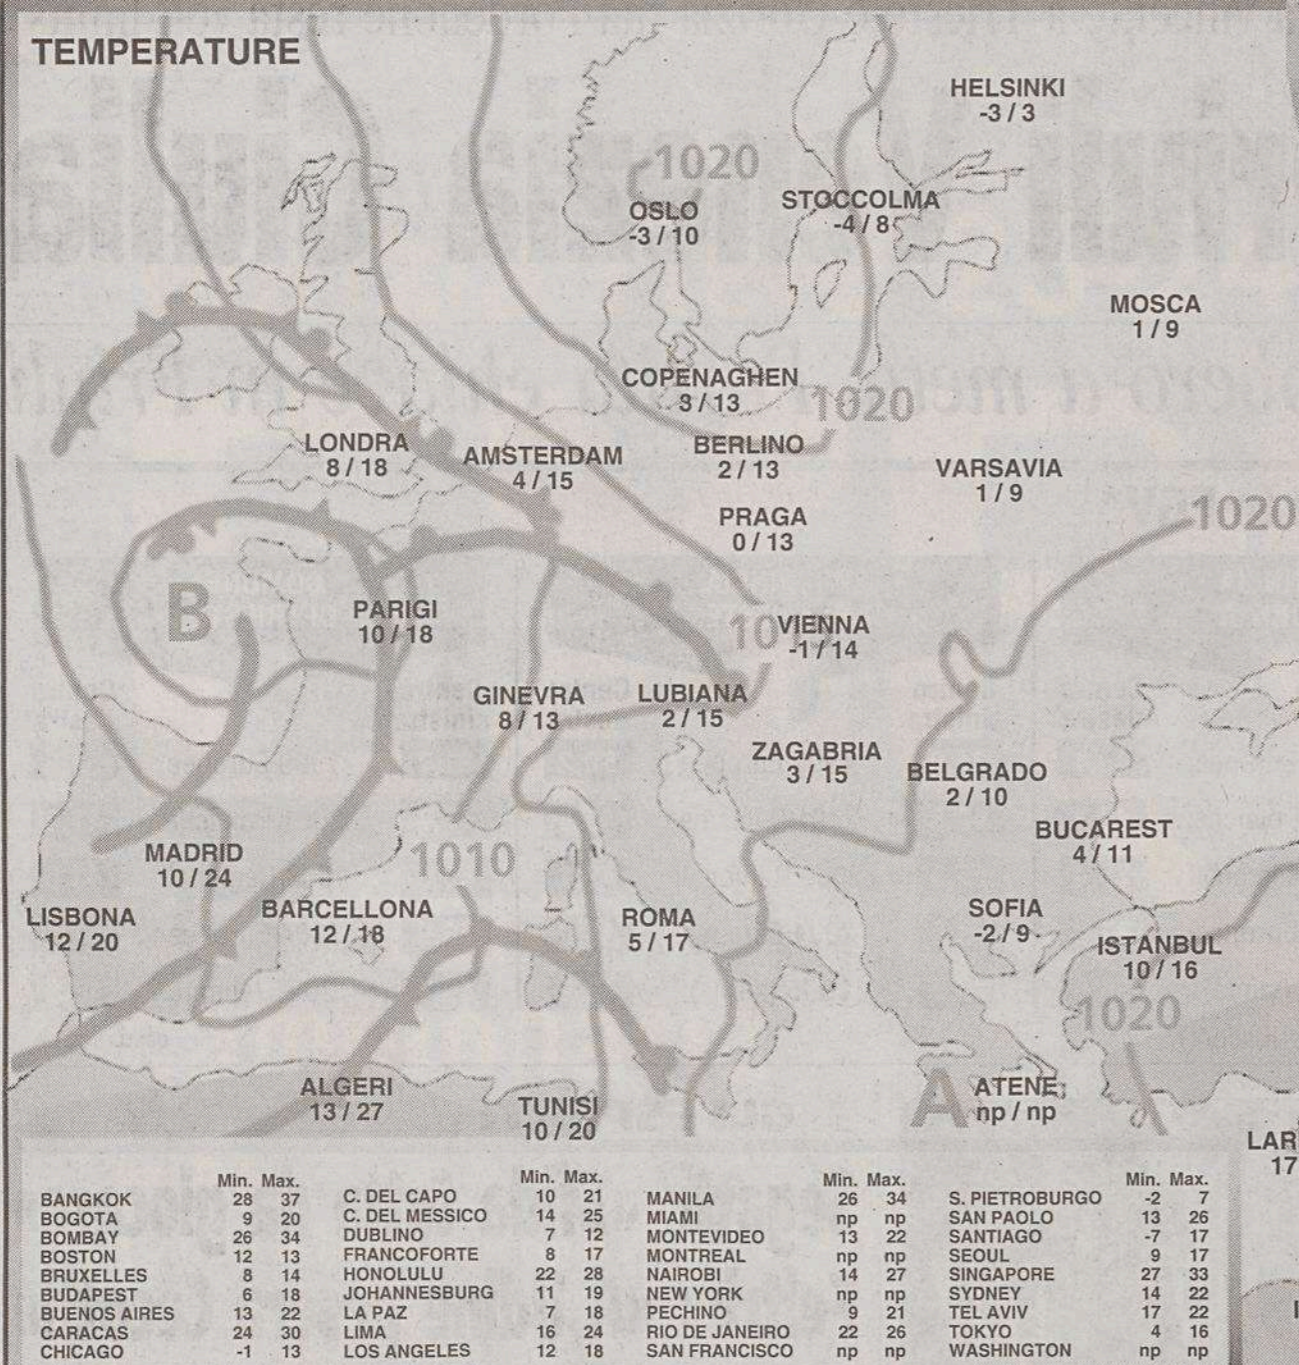 TEMPERATURE
HELSINKI
-3 / 3
1020
OSLO
-3 / 10
STOCCOLMA
-4 / 8
MOSCA
1 / 9
COPENAGHEN
3 / 13
1020
LONDRA
8 / 18
AMSTERDAM
4 / 15
BERLINO
2 / 13
VARSAVIA
1 / 9
PRAGA
0 / 13
1020
B
PARIGI
10 / 18
VIENNA
-1 / 14
GINEVRA
8 / 13
LUBIANA
2 / 15
ZAGABRIA
3 / 15
BELGRADO
2 / 10
BUCAREST
4 / 11
MADRID
10 / 24
1010
LISBONA
12 / 20
BARCELLONA
12 / 18
ROMA
5 / 17
SOFIA
-2 / 9
ISTANBUL
10 / 16
1020
ALGERI
13 / 27
TUNISI
10 / 20
A
ATENE
np / np
LAR
17
Min. Max.
BANGKOK 28 37
BOGOTA 9 20
BOMBAY 26 34
BOSTON 12 13
BRUXELLES 8 14
BUDAPEST 6 18
BUENOS AIRES 13 22
CARACAS 24 30
CHICAGO -1 13
Min. Max.
C. DEL CAPO 10 21
C. DEL MESSICO 14 25
DUBLINO 7 12
FRANCOFORTE 8 17
HONOLULU 22 28
JOHANNESBURG 11 19
LA PAZ 7 18
LIMA 16 24
LOS ANGELES 12 18
Min. Max.
MANILA 26 34
MIAMI np np
MONTEVIDEO 13 22
MONTREAL np np
NAIROBI 14 27
NEW YORK np np
PECHINO 9 21
RIO DE JANEIRO 22 26
SAN FRANCISCO np np
Min. Max.
S. PIETROBURGO -2 7
SAN PAOLO 13 26
SANTIAGO -7 17
SEOUL 9 17
SINGAPORE 27 33
SYDNEY 14 22
TEL AVIV 17 22
TOKYO 4 16
WASHINGTON np np